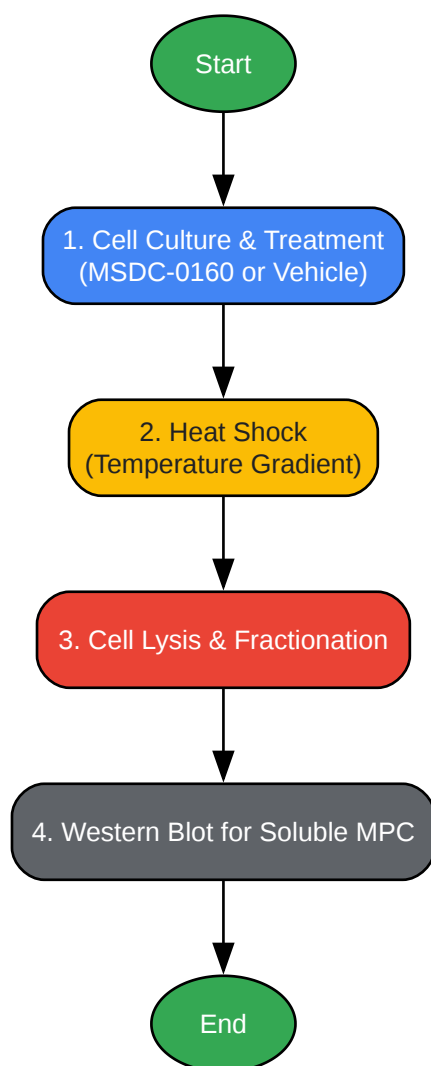 Start
1. Cell Culture & Treatment
(MSDC-0160 or Vehicle)
2. Heat Shock
(Temperature Gradient)
3. Cell Lysis & Fractionation
4. Western Blot for Soluble MPC
End